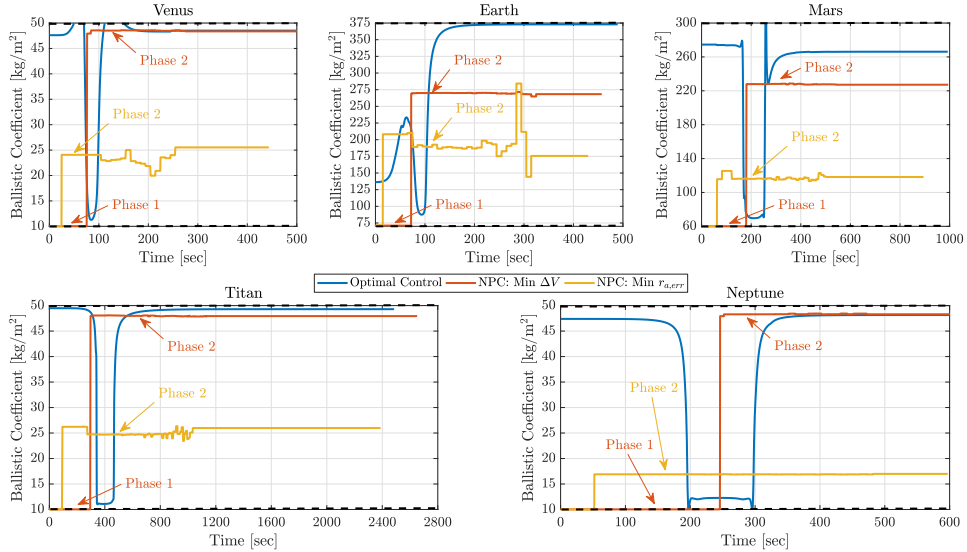 Venus
Ballistic Coefficient [kg/m²]
50
45
40
35
30
25
20
15
10
Phase 2
Phase 2
Phase 1
0 100 200 300 400 500
Time [sec]
Earth
Ballistic Coefficient [kg/m²]
375
350
325
300
275
250
225
200
175
150
125
100
75
Phase 2
Phase 2
Phase 1
0 100 200 300 400 500
Time [sec]
Mars
Ballistic Coefficient [kg/m²]
300
260
220
180
140
100
60
Phase 2
Phase 2
Phase 1
0 200 400 600 800 1000
Time [sec]
Optimal Control NPC: Min ΔV NPC: Min r_{a,err}
Titan
Ballistic Coefficient [kg/m²]
50
45
40
35
30
25
20
15
10
Phase 2
Phase 2
Phase 1
0 400 800 1200 1600 2000 2400 2800
Time [sec]
Neptune
Ballistic Coefficient [kg/m²]
50
45
40
35
30
25
20
15
10
Phase 2
Phase 2
Phase 1
0 100 200 300 400 500 600
Time [sec]